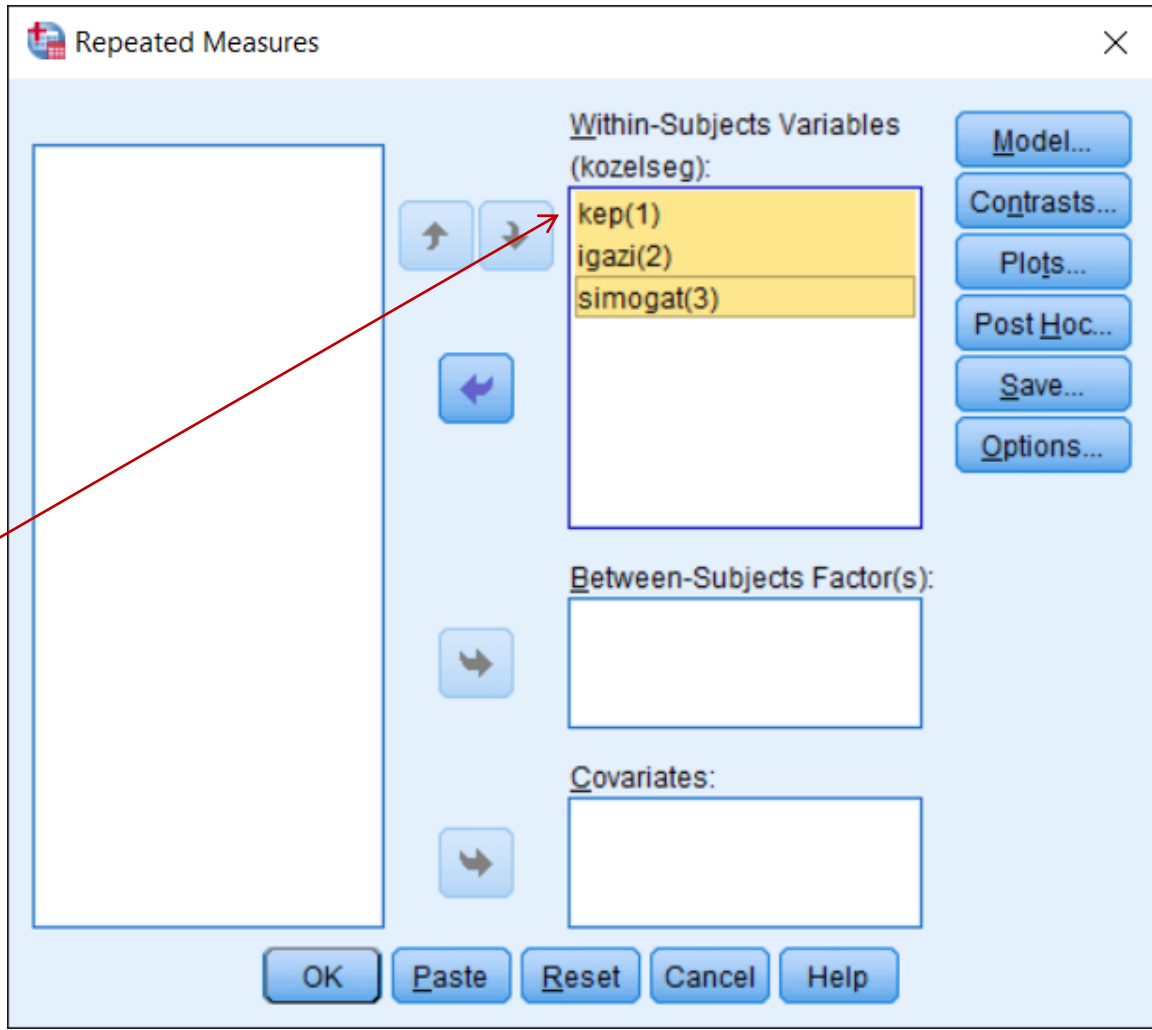 Repeated Measures
Within-Subjects Variables
(kozelseg):
kep(1)
igazi(2)
simogat(3)
Model...
Contrasts...
Plots...
Post Hoc...
Save...
Options...
Between-Subjects Factor(s):
Covariates:
OK
Paste
Reset
Cancel
Help